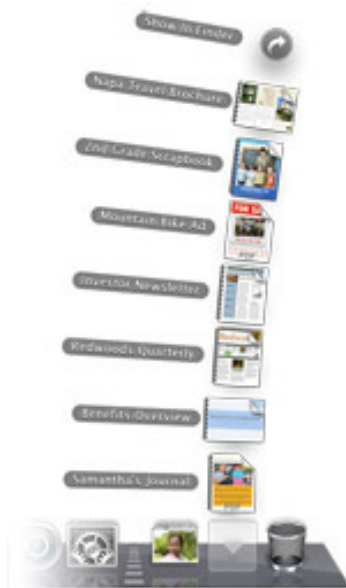 Show in Finder
Napa Travel Brochure
2nd Grade Scrapbook
Mountain Bike Ad
Investor Newsletter
Redwoods Quarterly
Benefits Overview
Samantha's Journal